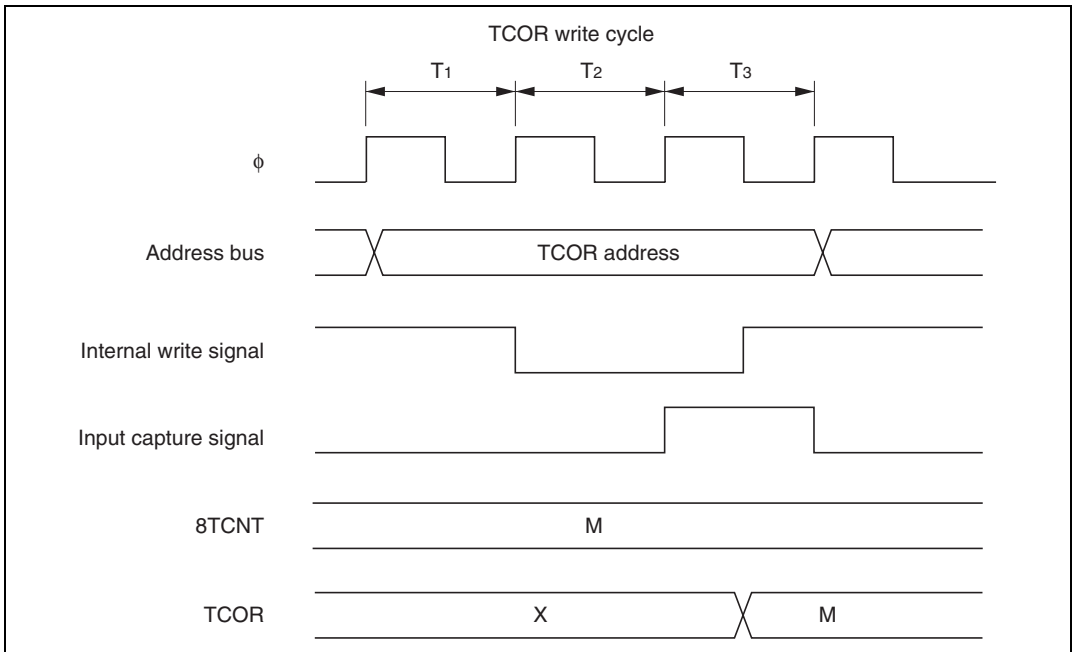 TCOR write cycle
T1 T2 T3
φ
Address bus TCOR address
Internal write signal
Input capture signal
8TCNT M
TCOR X M